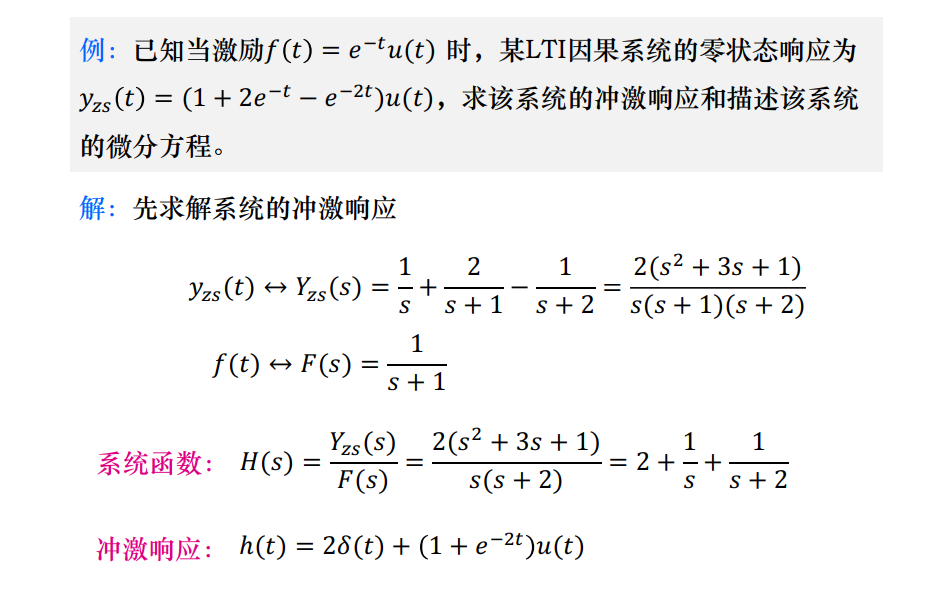 例：已知当激励f(t) = e^{-t}u(t) 时，某LTI因果系统的零状态响应为
y_{zs}(t) = (1 + 2e^{-t} − e^{-2t})u(t)，求该系统的冲激响应和描述该系统
的微分方程。
解：先求解系统的冲激响应
y_{zs}(t) ↔ Y_{zs}(s) = \frac{1}{s} + \frac{2}{s + 1} − \frac{1}{s + 2} = \frac{2(s^2 + 3s + 1)}{s(s + 1)(s + 2)}
f(t) ↔ F(s) = \frac{1}{s + 1}
系统函数： H(s) = \frac{Y_{zs}(s)}{F(s)} = \frac{2(s^2 + 3s + 1)}{s(s + 2)} = 2 + \frac{1}{s} + \frac{1}{s + 2}
冲激响应： h(t) = 2δ(t) + (1 + e^{-2t})u(t)